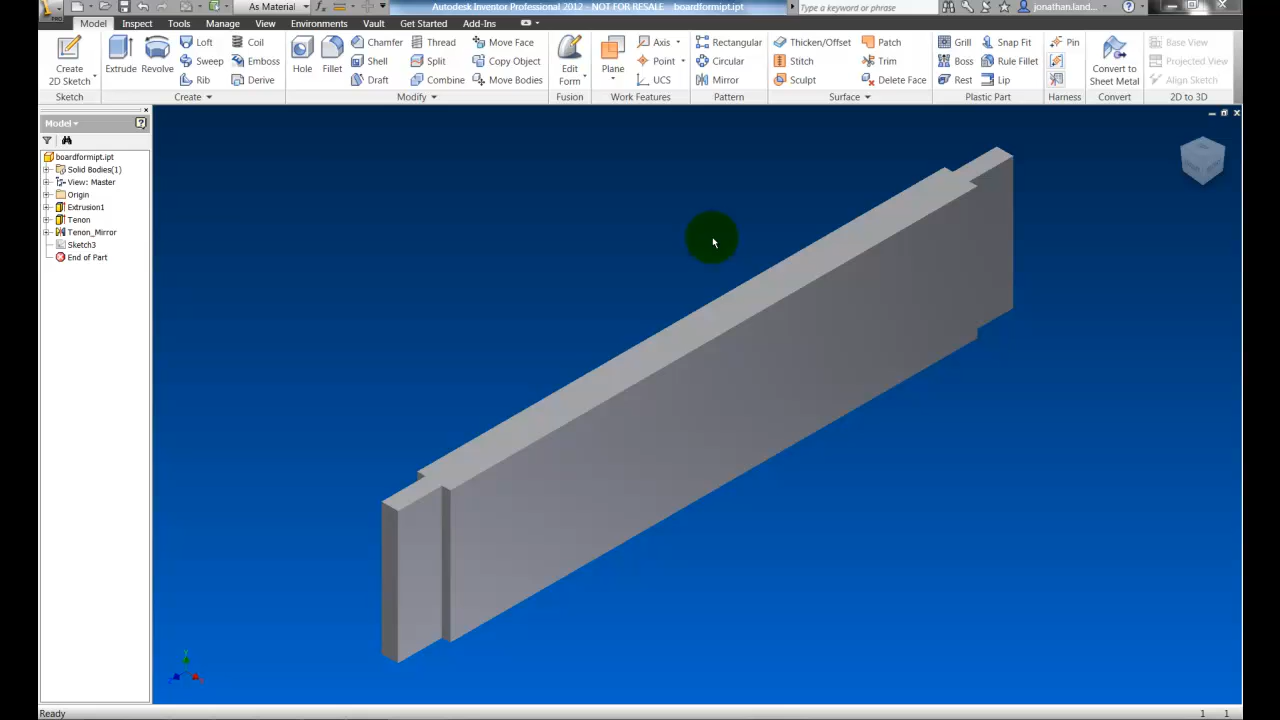 Autodesk Inventor Professional 2012 - NOT FOR RESALE boardformipt.ipt
As Material
Type a keyword or phrase
jonathan.land...
PRO
Model Inspect Tools Manage View Environments Vault Get Started Add-Ins
Create
2D Sketch
Sketch
Extrude Revolve
Loft Coil
Sweep Emboss
Rib Derive
Create
Hole Fillet
Chamfer Thread Move Face
Shell Split Copy Object
Draft Combine Move Bodies
Modify
Edit
Form
Fusion
Plane
Axis
Point
UCS
Work Features
Rectangular
Circular
Mirror
Pattern
Thicken/Offset Patch
Stitch Trim
Sculpt Delete Face
Surface
Grill Snap Fit
Boss Rule Fillet
Rest Lip
Plastic Part
Pin
Harness
Convert to
Sheet Metal
Convert
Base View
Projected View
Align Sketch
2D to 3D
Model
boardformipt.ipt
Solid Bodies(1)
View: Master
Origin
Extrusion1
Tenon
Tenon_Mirror
Sketch3
End of Part
y
Ready
1 1